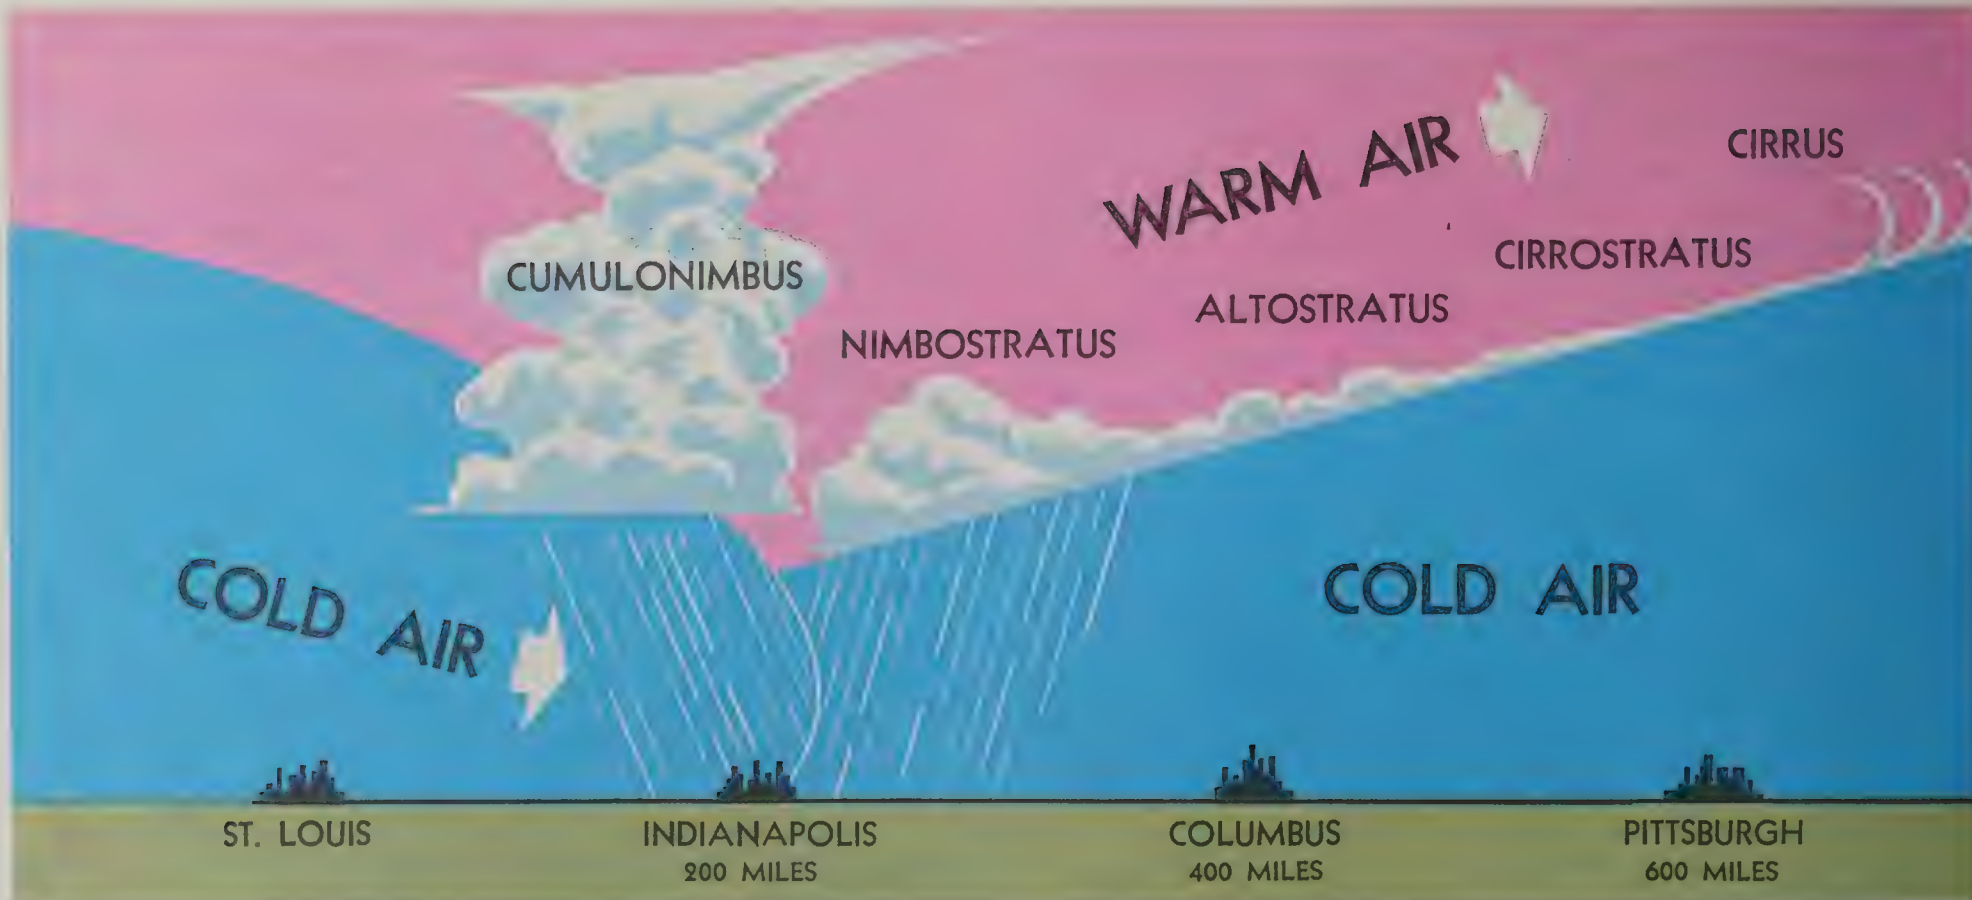 CIRRUS
WARM AIR
CIRROSTRATUS
CUMULONIMBUS
ALTOSTRATUS
NIMBOSTRATUS
COLD AIR
COLD AIR
ST. LOUIS
INDIANAPOLIS
200 MILES
COLUMBUS
400 MILES
PITTSBURGH
600 MILES